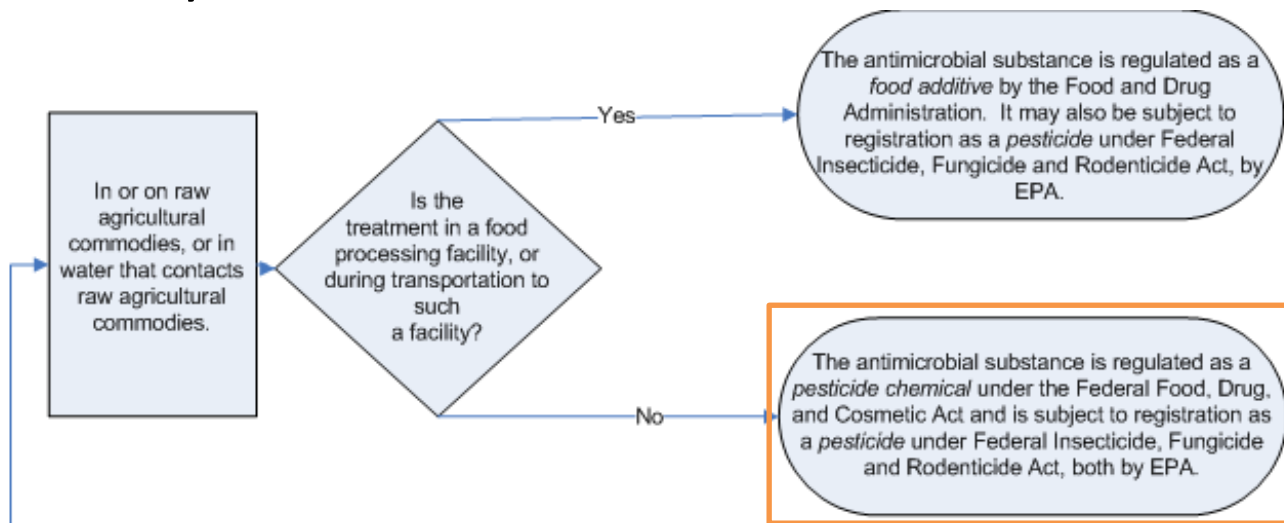 In or on raw
agricultural
commodies, or in
water that contacts
raw agricultural
commodies.
Is the
treatment in a food
processing facility, or
during transportation to
such
a facility?
Yes
The antimicrobial substance is regulated as a
food additive by the Food and Drug
Administration. It may also be subject to
registration as a pesticide under Federal
Insecticide, Fungicide and Rodenticide Act, by
EPA.
No
The antimicrobial substance is regulated as a
pesticide chemical under the Federal Food, Drug,
and Cosmetic Act and is subject to registration as
a pesticide under Federal Insecticide, Fungicide
and Rodenticide Act, both by EPA.